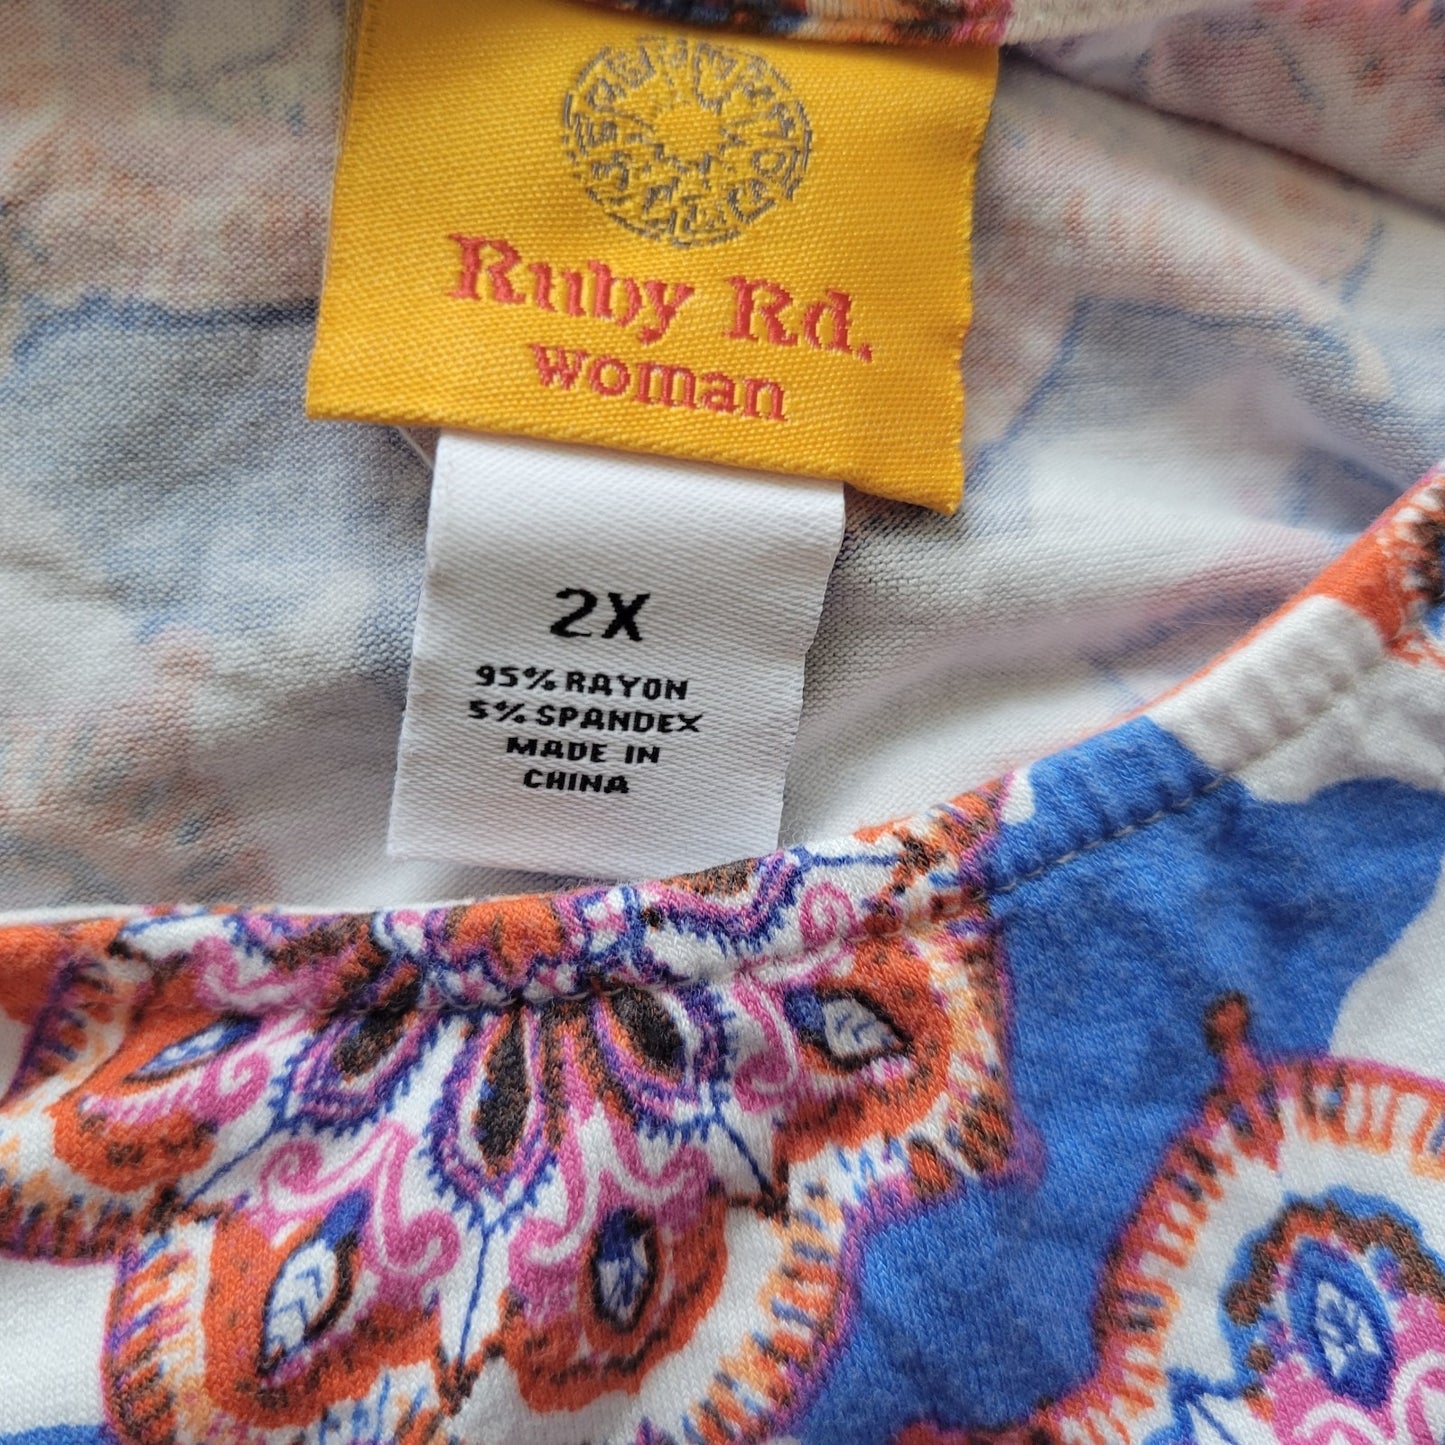 Ruby Rd.
woman
2X
95% RAYON
5% SPANDEX
MADE IN
CHINA